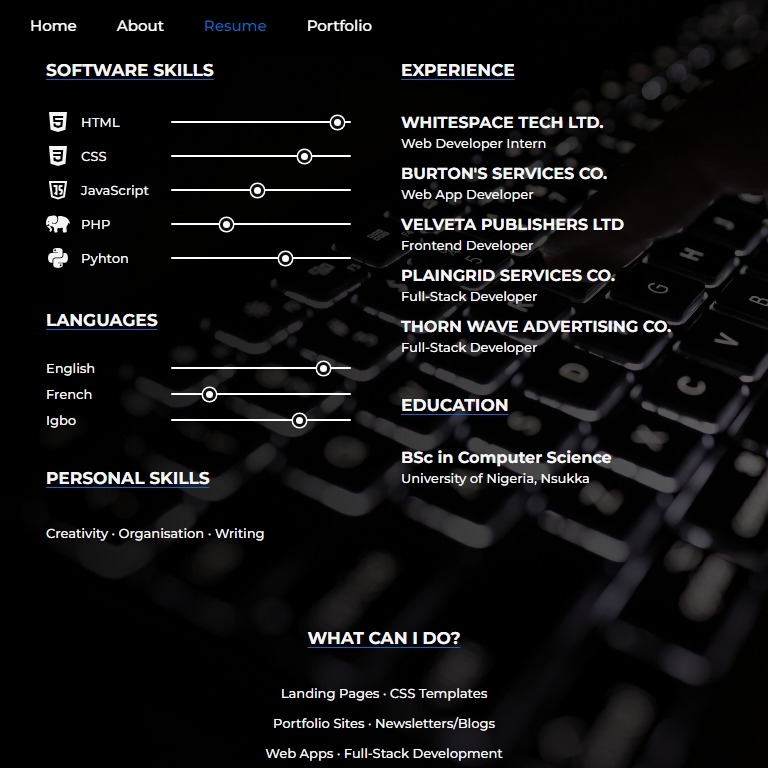 Home About Resume Portfolio
SOFTWARE SKILLS
HTML
CSS
JavaScript
PHP
Pyhton
LANGUAGES
English
French
Igbo
PERSONAL SKILLS
Creativity · Organisation · Writing
EXPERIENCE
WHITESPACE TECH LTD.
Web Developer Intern
BURTON'S SERVICES CO.
Web App Developer
VELVETA PUBLISHERS LTD
Frontend Developer
PLAINGRID SERVICES CO.
Full-Stack Developer
THORN WAVE ADVERTISING CO.
Full-Stack Developer
EDUCATION
BSc in Computer Science
University of Nigeria, Nsukka
WHAT CAN I DO?
Landing Pages · CSS Templates
Portfolio Sites · Newsletters/Blogs
Web Apps · Full-Stack Development